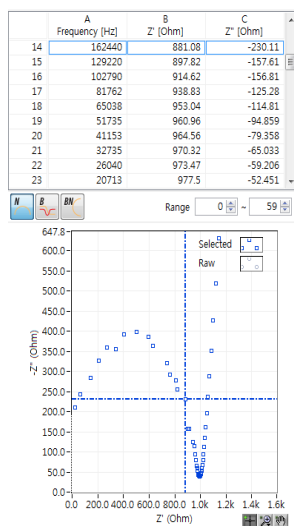 A B C
Frequency [Hz] Z' [Ohm] Z" [Ohm]
14 162440 881.08 -230.11
15 129220 897.82 -157.61
16 102790 914.62 -156.81
17 81762 938.83 -125.28
18 65038 953.04 -114.81
19 51735 960.96 -94.859
20 41153 964.56 -79.358
21 32735 970.32 -65.033
22 26040 973.47 -59.206
23 20713 977.5 -52.451
N B BN Range 0 ~ 59
647.8
Selected
600.0
Raw
550.0
500.0
450.0
400.0
350.0
300.0
250.0
200.0
150.0
100.0
50.0
0.0
-Z" (Ohm)
0.0 200.0 400.0 600.0 800.0 1.0k 1.2k 1.4k 1.6k
Z' (Ohm)